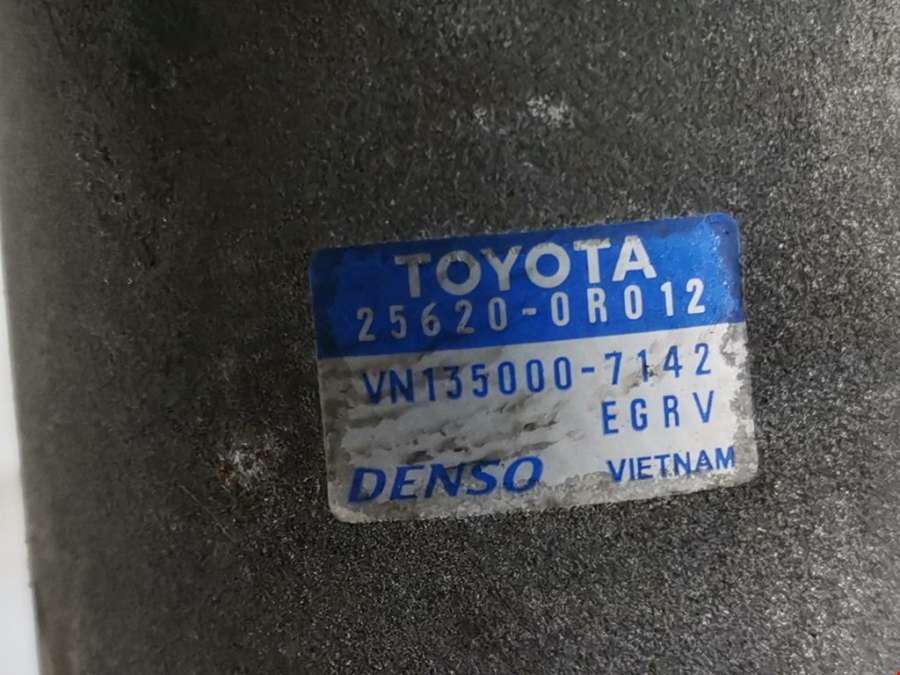 TOYOTA
25620-0R012
VN135000-7142
EGRV
DENSO VIETNAM